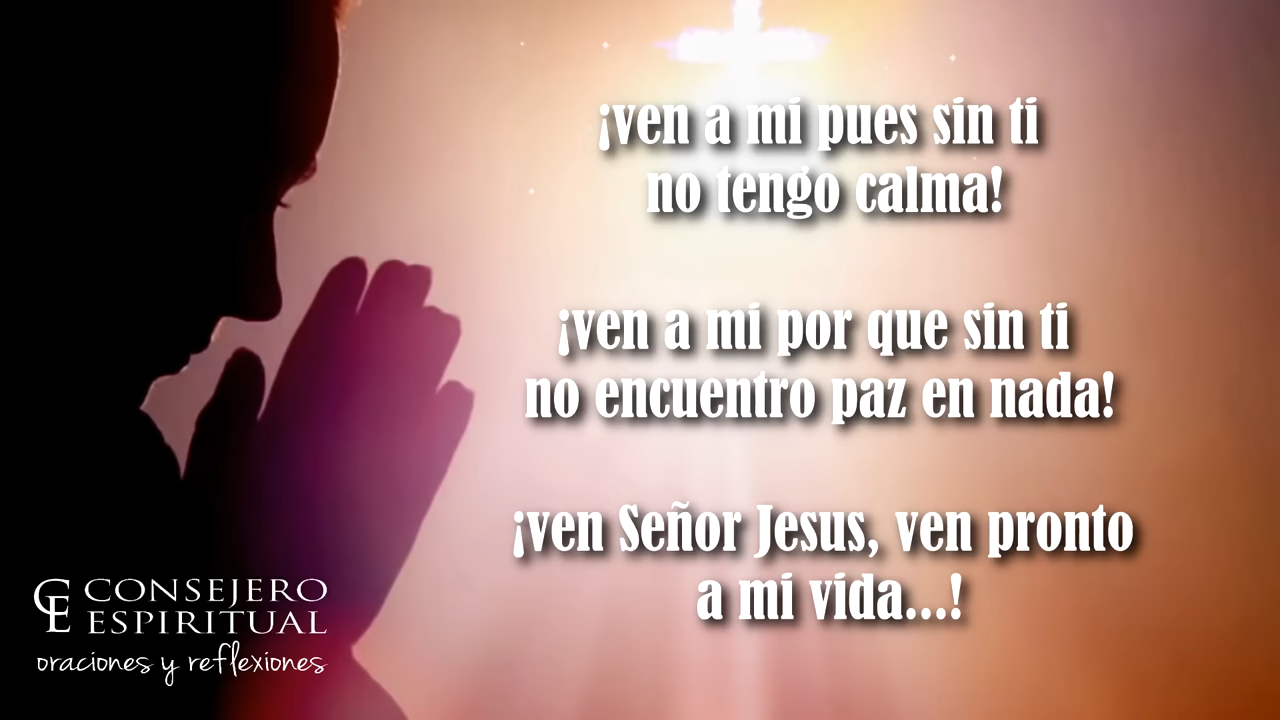 ¡ven a mi pues sin ti
no tengo calma!
¡ven a mi por que sin ti
no encuentro paz en nada!
¡ven Señor Jesus, ven pronto
a mi vida...!
CE CONSEJERO
ESPIRITUAL
oraciones y reflexiones